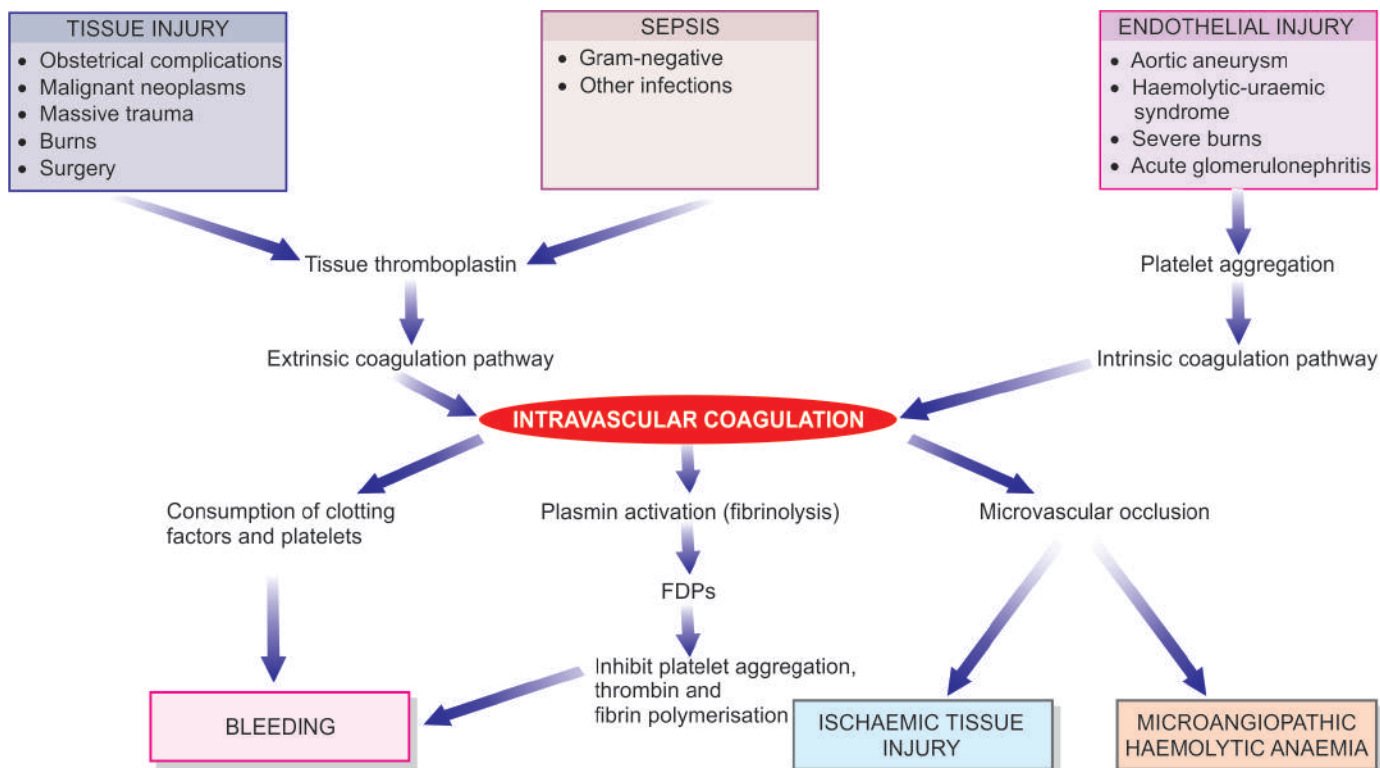 TISSUE INJURY
• Obstetrical complications
• Malignant neoplasms
• Massive trauma
• Burns
• Surgery
SEPSIS
• Gram-negative
• Other infections
ENDOTHELIAL INJURY
• Aortic aneurysm
• Haemolytic-uraemic
syndrome
• Severe burns
• Acute glomerulonephritis
Tissue thromboplastin
Platelet aggregation
Extrinsic coagulation pathway
Intrinsic coagulation pathway
INTRAVASCULAR COAGULATION
Consumption of clotting
factors and platelets
Plasmin activation (fibrinolysis)
Microvascular occlusion
FDPs
Inhibit platelet aggregation,
thrombin and
fibrin polymerisation
BLEEDING
ISCHAEMIC TISSUE
INJURY
MICROANGIOPATHIC
HAEMOLYTIC ANAEMIA